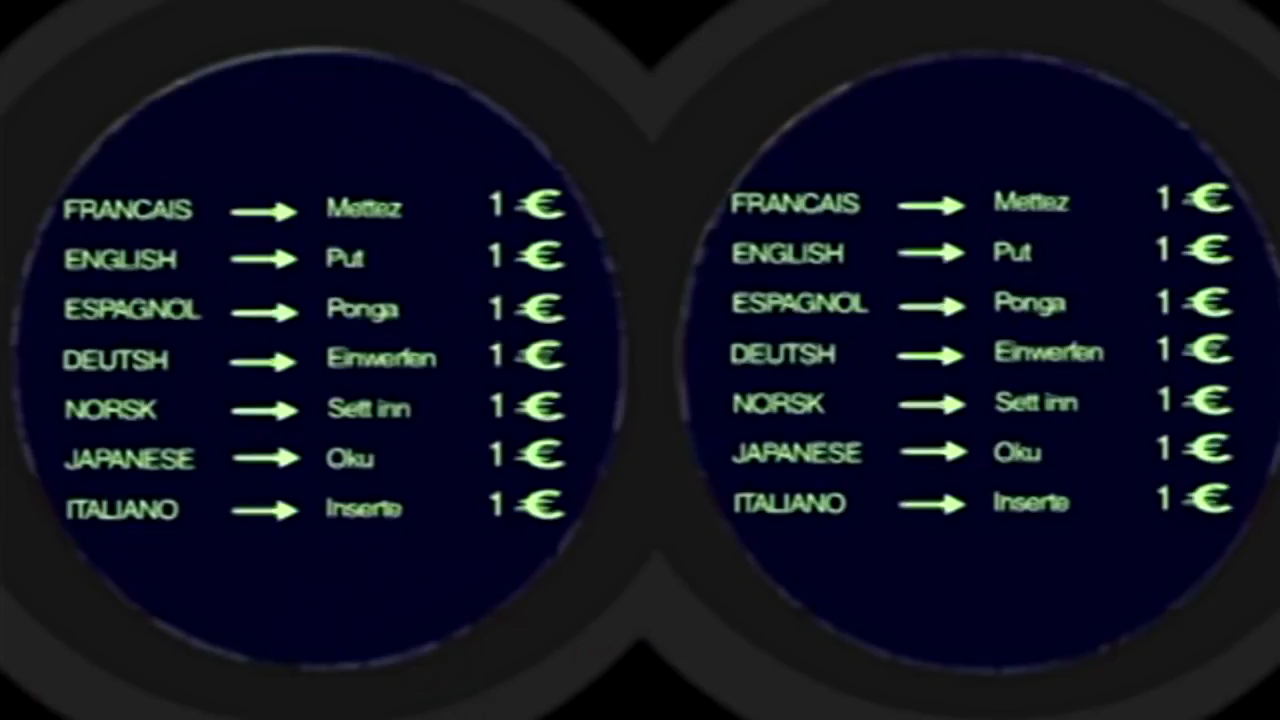 FRANCAIS → Mettez 1 €
ENGLISH → Put 1 €
ESPAGNOL → Ponga 1 €
DEUTSH → Einwerfen 1 €
NORSK → Sett inn 1 €
JAPANESE → Oku 1 €
ITALIANO → Inserte 1 €
FRANCAIS → Mettez 1 €
ENGLISH → Put 1 €
ESPAGNOL → Ponga 1 €
DEUTSH → Einwerfen 1 €
NORSK → Sett inn 1 €
JAPANESE → Oku 1 €
ITALIANO → Inserte 1 €